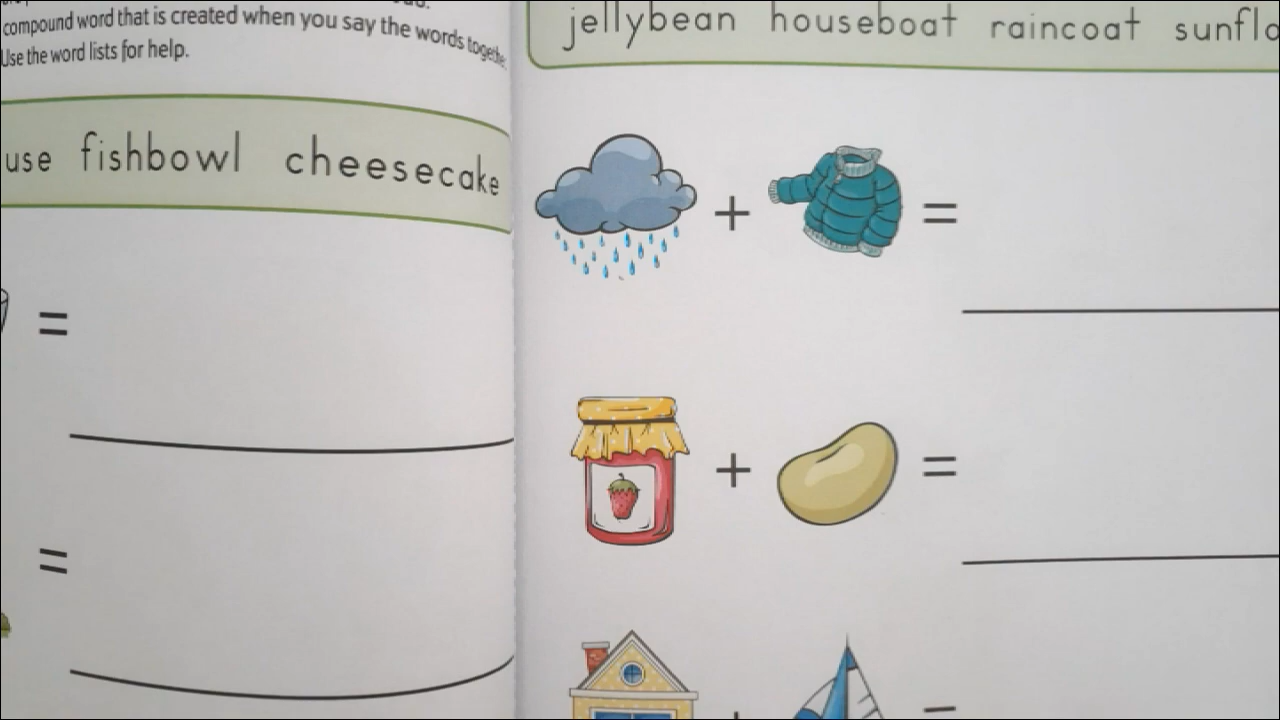 compound word that is created when you say the words together.
Use the word lists for help.
use fishbowl cheesecake
=
=
jellybean houseboat raincoat sunflo
+ =
+ =
+ =